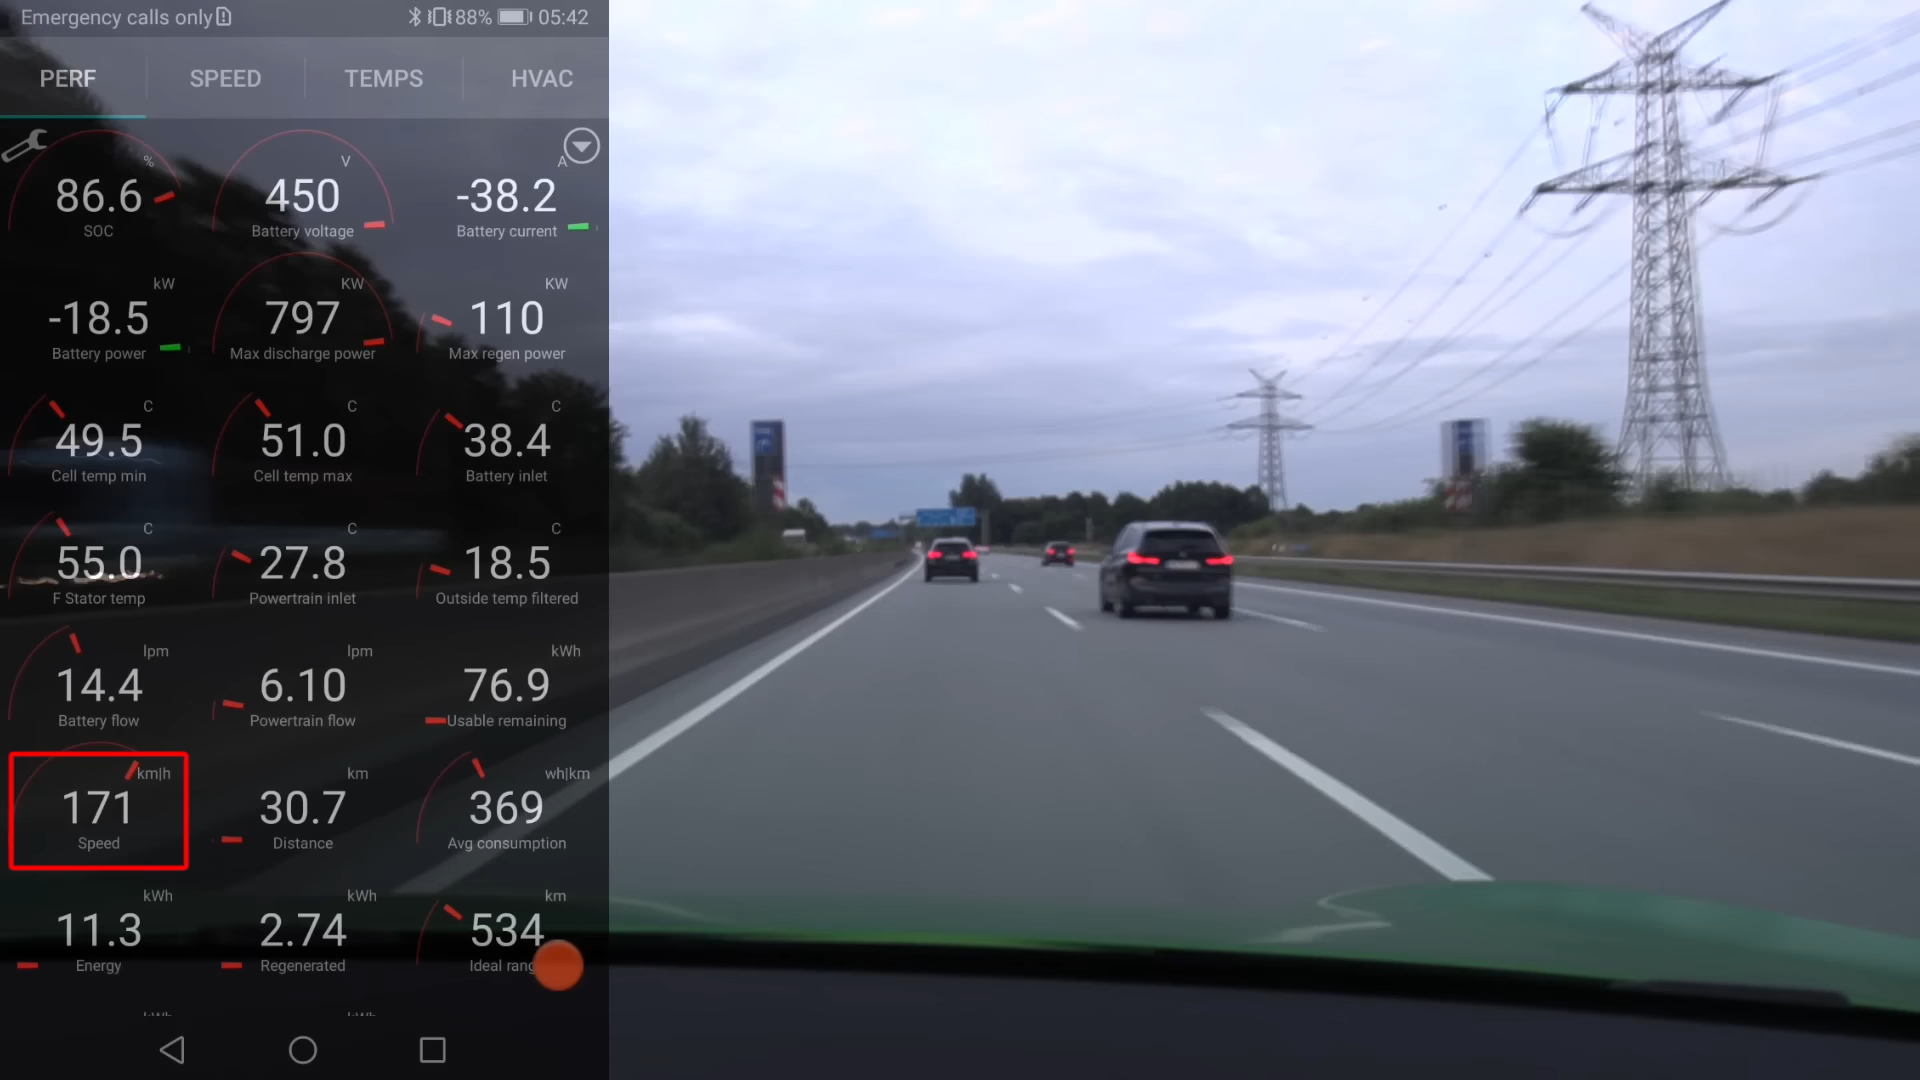 Emergency calls only 88% 05:42
PERF SPEED TEMPS HVAC
% V A
86.6 450 -38.2
SOC Battery voltage Battery current
kW KW KW
-18.5 797 110
Battery power Max discharge power Max regen power
C C C
49.5 51.0 38.4
Cell temp min Cell temp max Battery inlet
C C C
55.0 27.8 18.5
F Stator temp Powertrain inlet Outside temp filtered
lpm lpm kWh
14.4 6.10 76.9
Battery flow Powertrain flow Usable remaining
km|h km wh|km
171 30.7 369
Speed Distance Avg consumption
kWh kWh km
11.3 2.74 534
Energy Regenerated Ideal